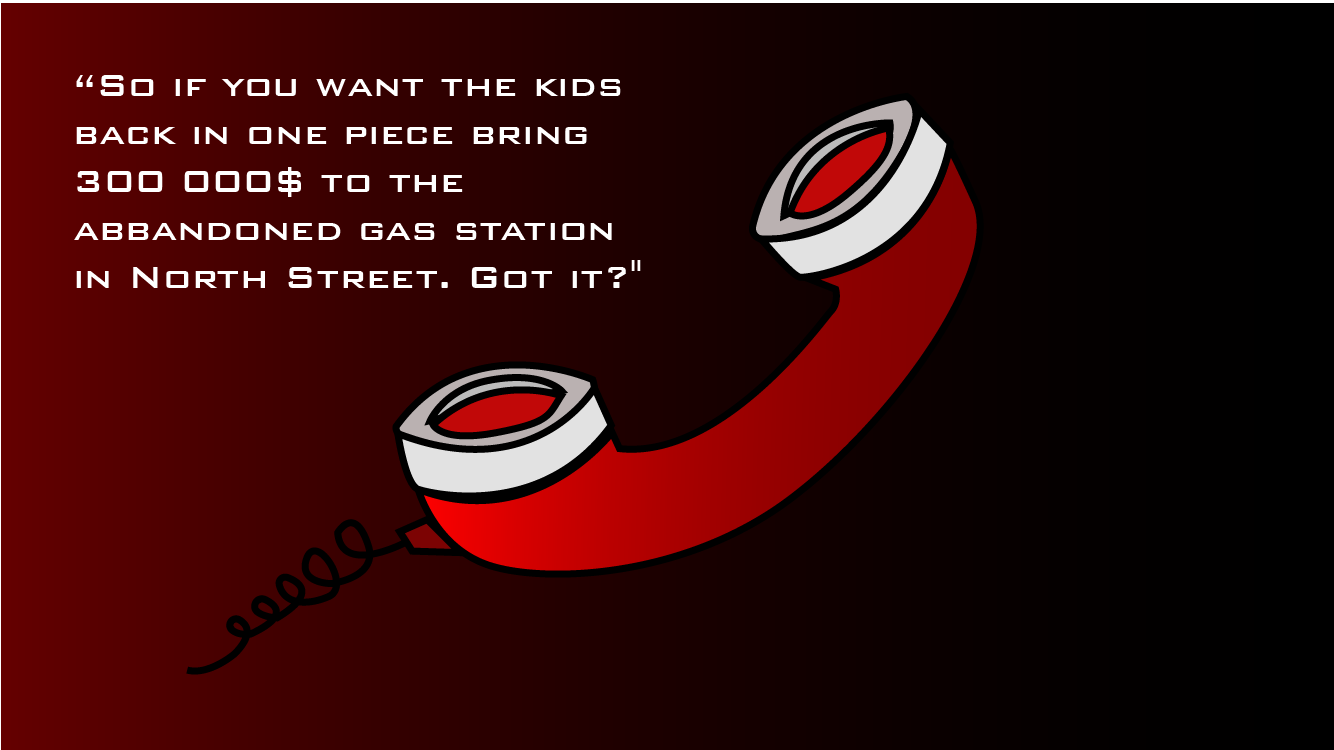 “So if you want the kids
back in one piece bring
300 000$ to the
abbandoned gas station
in North Street. Got it?"